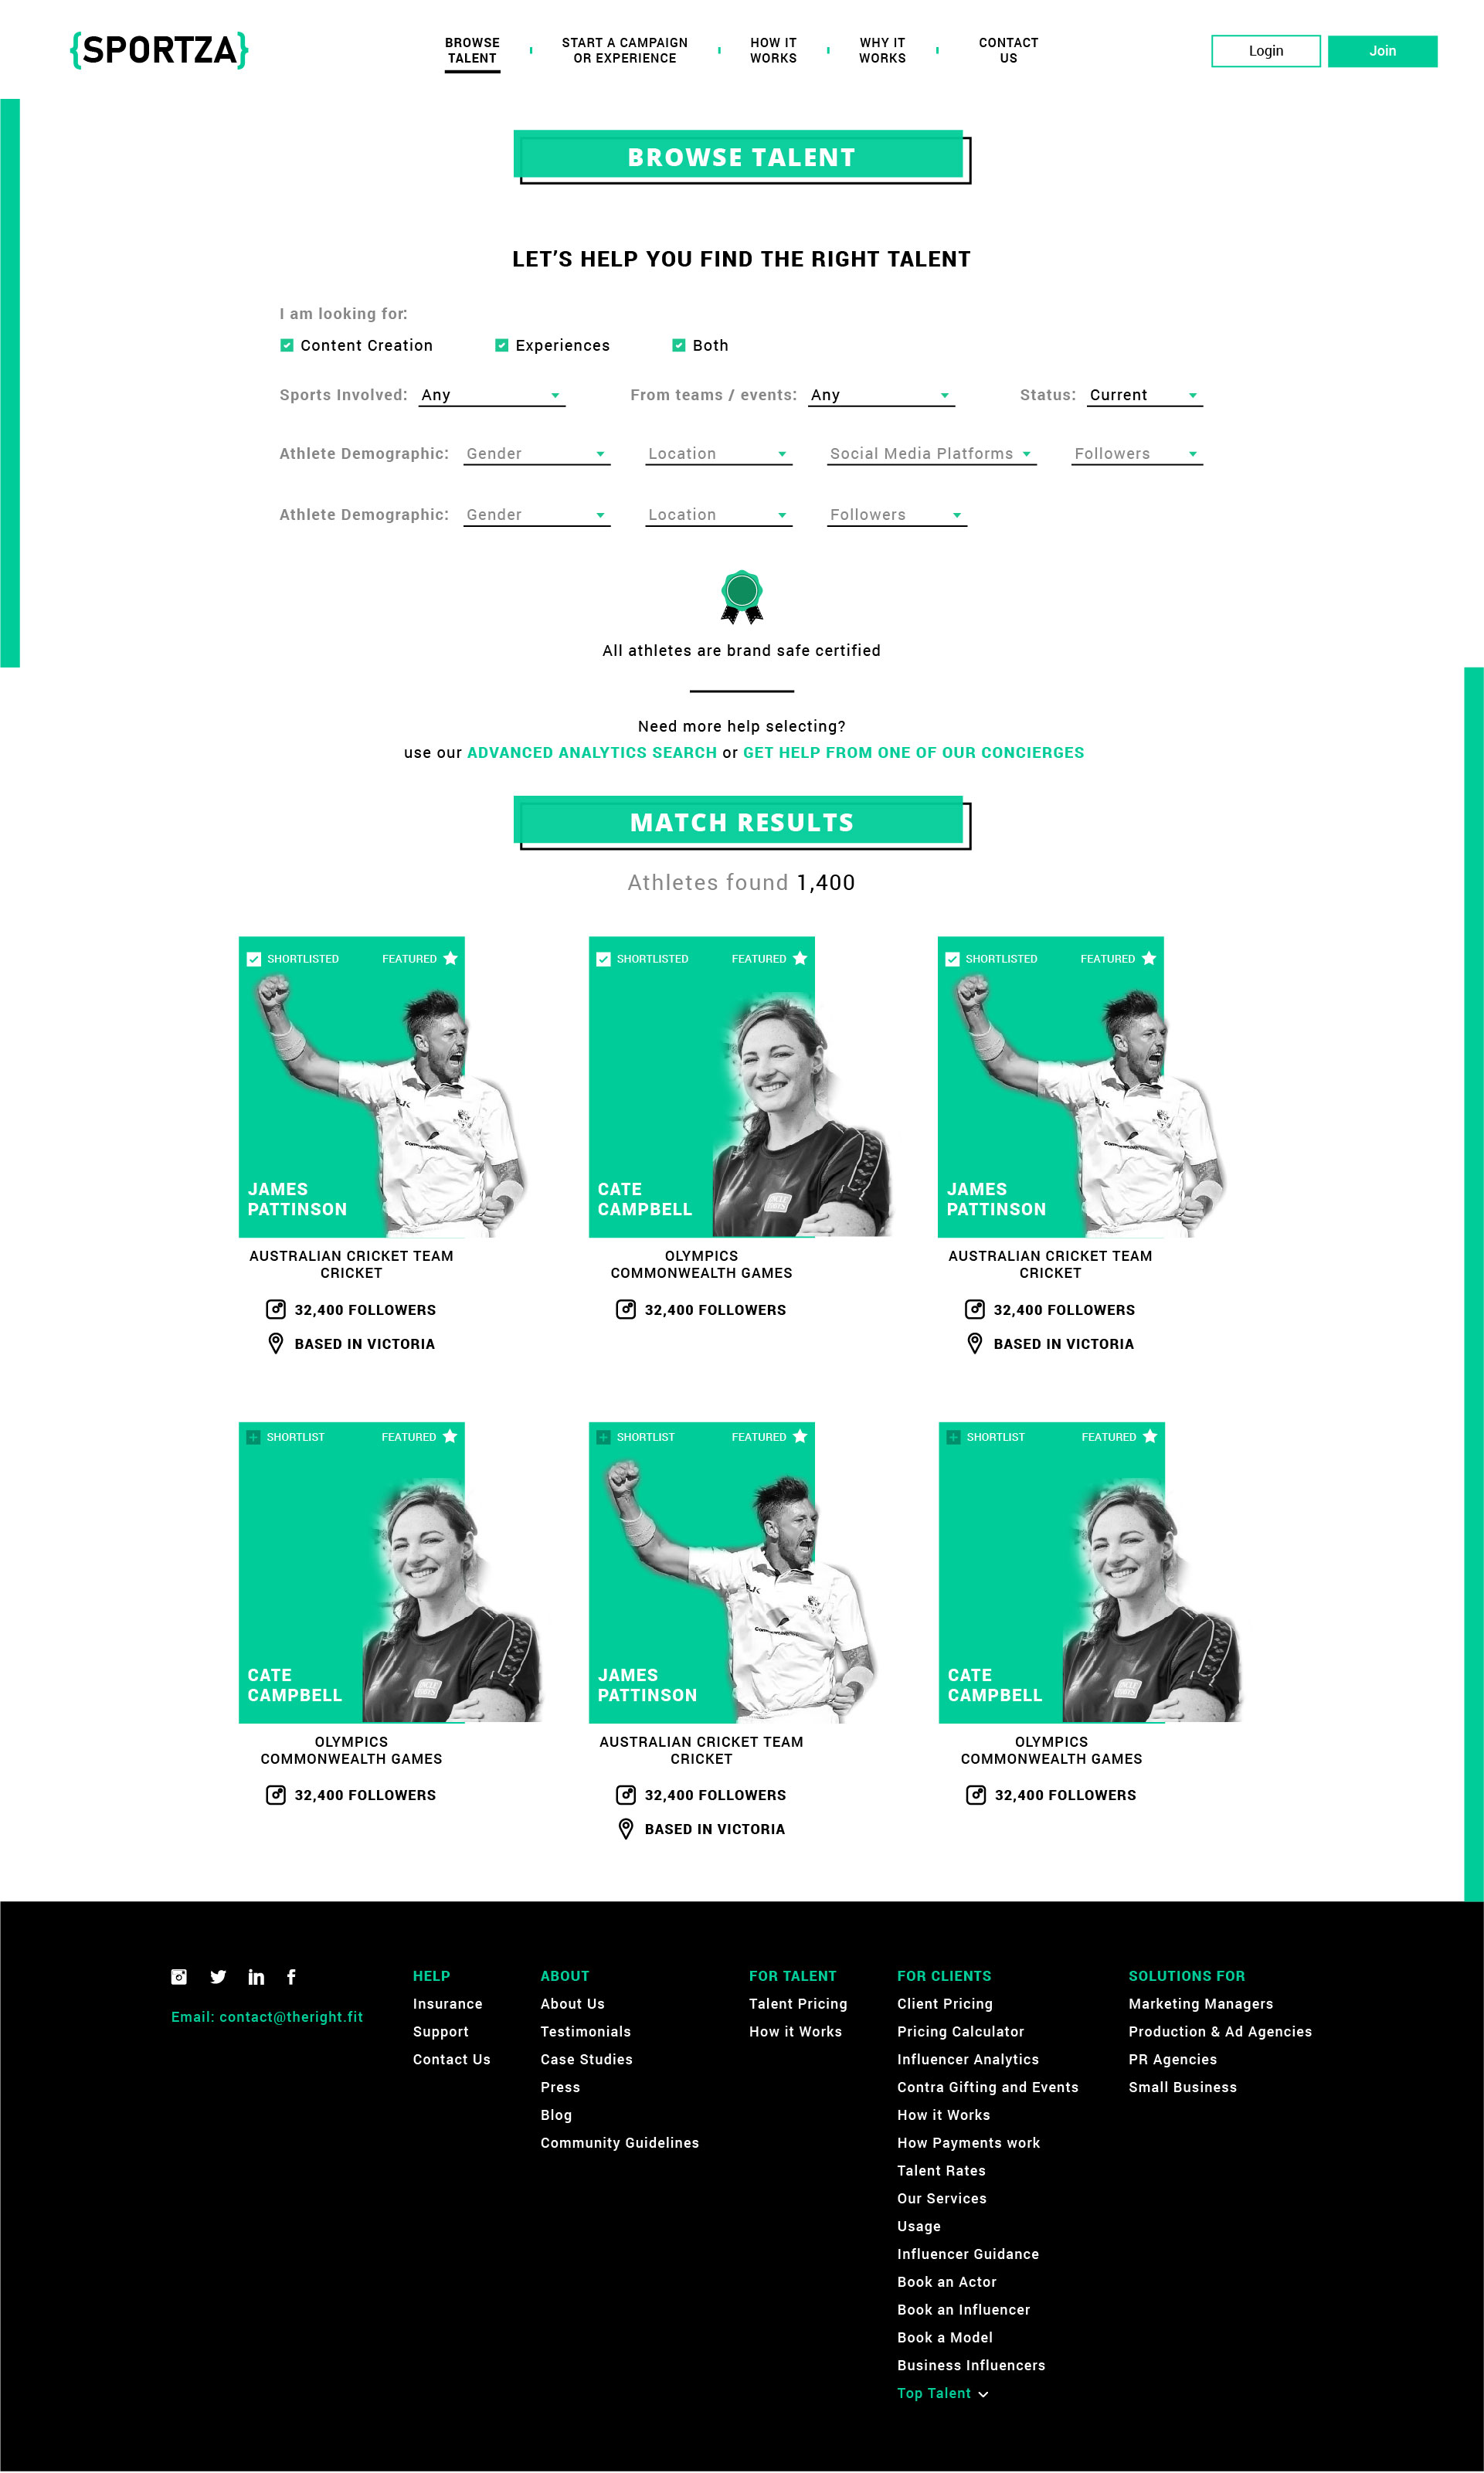 {SPORTZA}
BROWSE
TALENT
START A CAMPAIGN
OR EXPERIENCE
HOW IT
WORKS
WHY IT
WORKS
CONTACT
US
Login
Join
BROWSE TALENT
LET’S HELP YOU FIND THE RIGHT TALENT
I am looking for:
Content Creation
Experiences
Both
Sports Involved: Any
From teams / events: Any
Status: Current
Athlete Demographic: Gender
Location
Social Media Platforms
Followers
Athlete Demographic: Gender
Location
Followers
All athletes are brand safe certified
Need more help selecting?
use our ADVANCED ANALYTICS SEARCH or GET HELP FROM ONE OF OUR CONCIERGES
MATCH RESULTS
Athletes found 1,400
SHORTLISTED
FEATURED
JAMES
PATTINSON
AUSTRALIAN CRICKET TEAM
CRICKET
32,400 FOLLOWERS
BASED IN VICTORIA
SHORTLISTED
FEATURED
CATE
CAMPBELL
OLYMPICS
COMMONWEALTH GAMES
32,400 FOLLOWERS
SHORTLISTED
FEATURED
JAMES
PATTINSON
AUSTRALIAN CRICKET TEAM
CRICKET
32,400 FOLLOWERS
BASED IN VICTORIA
SHORTLIST
FEATURED
CATE
CAMPBELL
OLYMPICS
COMMONWEALTH GAMES
32,400 FOLLOWERS
SHORTLIST
FEATURED
JAMES
PATTINSON
AUSTRALIAN CRICKET TEAM
CRICKET
32,400 FOLLOWERS
BASED IN VICTORIA
SHORTLIST
FEATURED
CATE
CAMPBELL
OLYMPICS
COMMONWEALTH GAMES
32,400 FOLLOWERS
Email: contact@theright.fit
HELP
Insurance
Support
Contact Us
ABOUT
About Us
Testimonials
Case Studies
Press
Blog
Community Guidelines
FOR TALENT
Talent Pricing
How it Works
FOR CLIENTS
Client Pricing
Pricing Calculator
Influencer Analytics
Contra Gifting and Events
How it Works
How Payments work
Talent Rates
Our Services
Usage
Influencer Guidance
Book an Actor
Book an Influencer
Book a Model
Business Influencers
Top Talent
SOLUTIONS FOR
Marketing Managers
Production & Ad Agencies
PR Agencies
Small Business